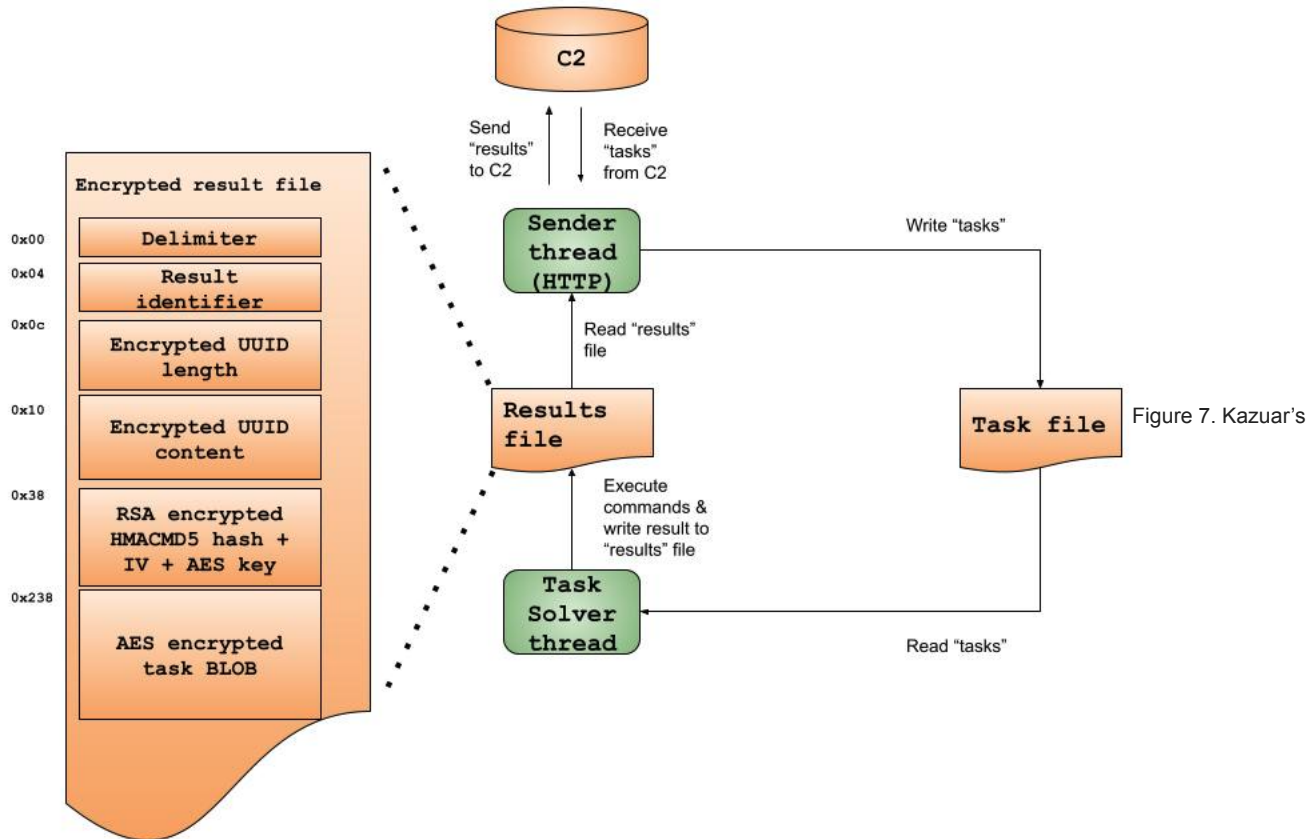 C2
Send
“results”
to C2
Receive
“tasks”
from C2
Encrypted result file
0x00
Delimiter
0x04
Result
identifier
0x0c
Encrypted UUID
length
0x10
Encrypted UUID
content
0x38
RSA encrypted
HMACMD5 hash +
IV + AES key
0x238
AES encrypted
task BLOB
Sender
thread
(HTTP)
Write “tasks”
Read “results”
file
Results
file
Task file
Figure 7. Kazuar’s
Execute
commands &
write result to
“results” file
Task
Solver
thread
Read “tasks”